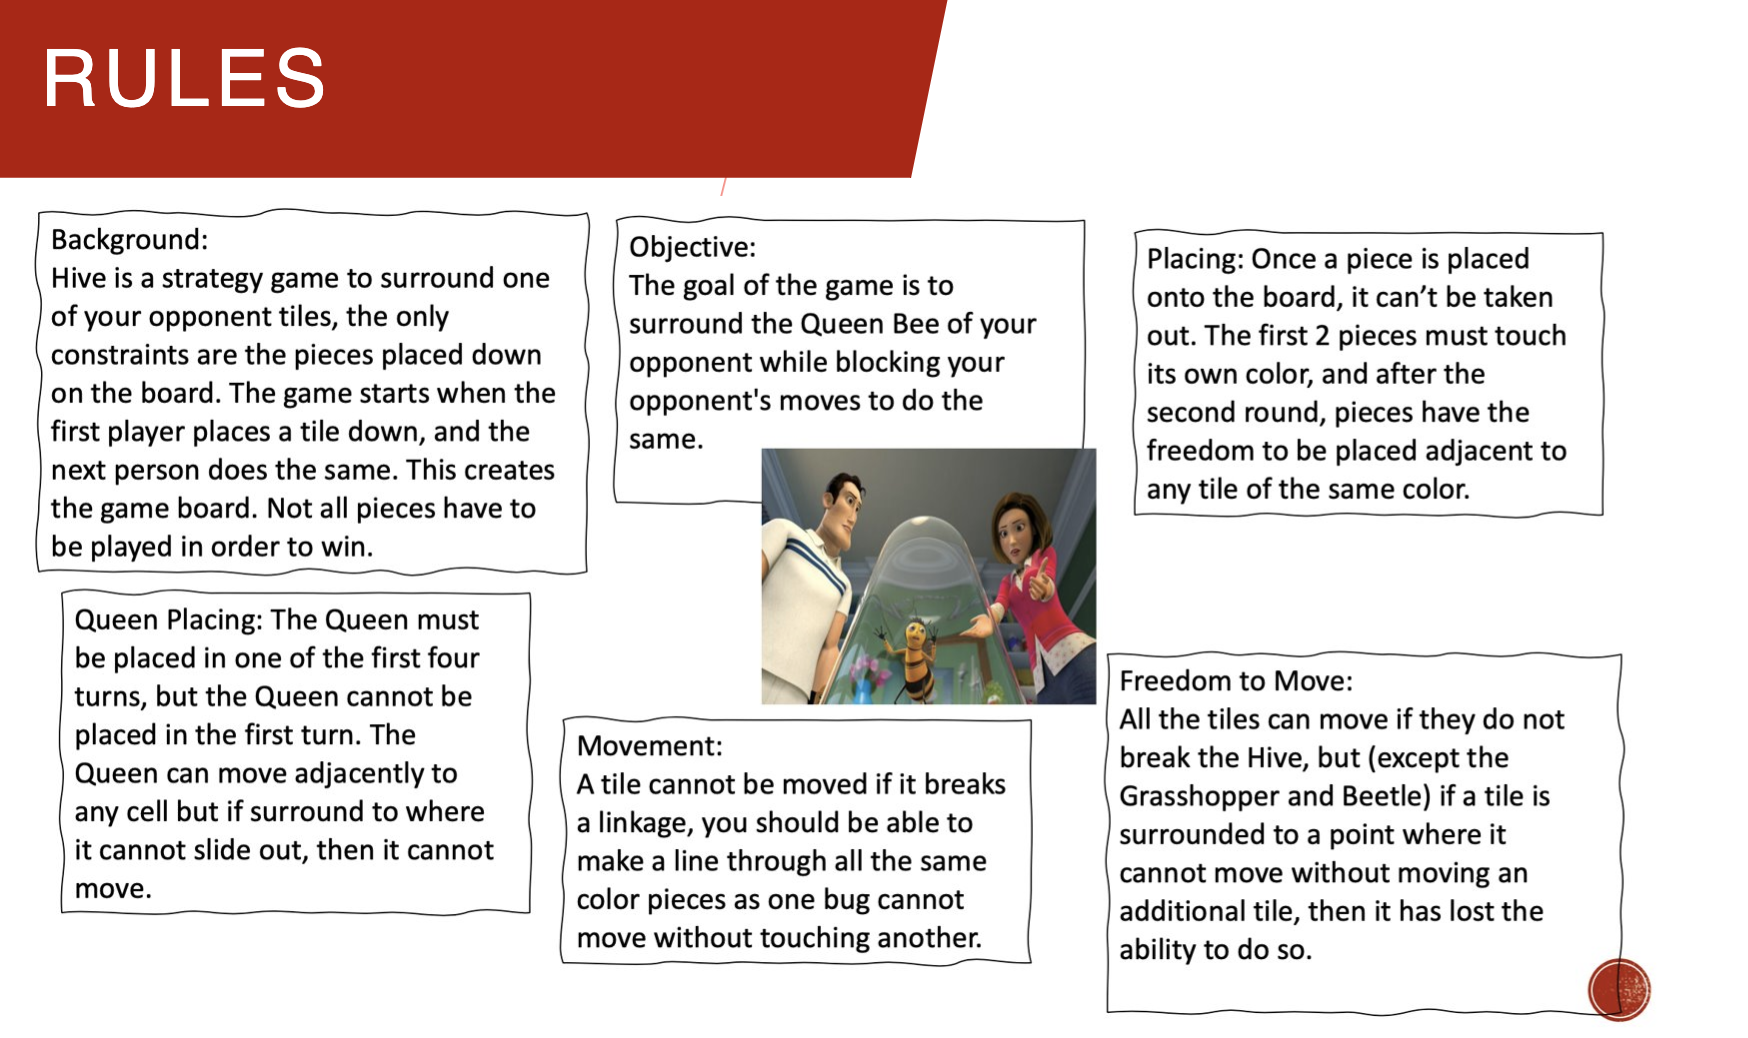 RULES
Background:
Hive is a strategy game to surround one
of your opponent tiles, the only
constraints are the pieces placed down
on the board. The game starts when the
first player places a tile down, and the
next person does the same. This creates
the game board. Not all pieces have to
be played in order to win.
Objective:
The goal of the game is to
surround the Queen Bee of your
opponent while blocking your
opponent's moves to do the
same.
Placing: Once a piece is placed
onto the board, it can’t be taken
out. The first 2 pieces must touch
its own color, and after the
second round, pieces have the
freedom to be placed adjacent to
any tile of the same color.
Queen Placing: The Queen must
be placed in one of the first four
turns, but the Queen cannot be
placed in the first turn. The
Queen can move adjacently to
any cell but if surround to where
it cannot slide out, then it cannot
move.
Movement:
A tile cannot be moved if it breaks
a linkage, you should be able to
make a line through all the same
color pieces as one bug cannot
move without touching another.
Freedom to Move:
All the tiles can move if they do not
break the Hive, but (except the
Grasshopper and Beetle) if a tile is
surrounded to a point where it
cannot move without moving an
additional tile, then it has lost the
ability to do so.